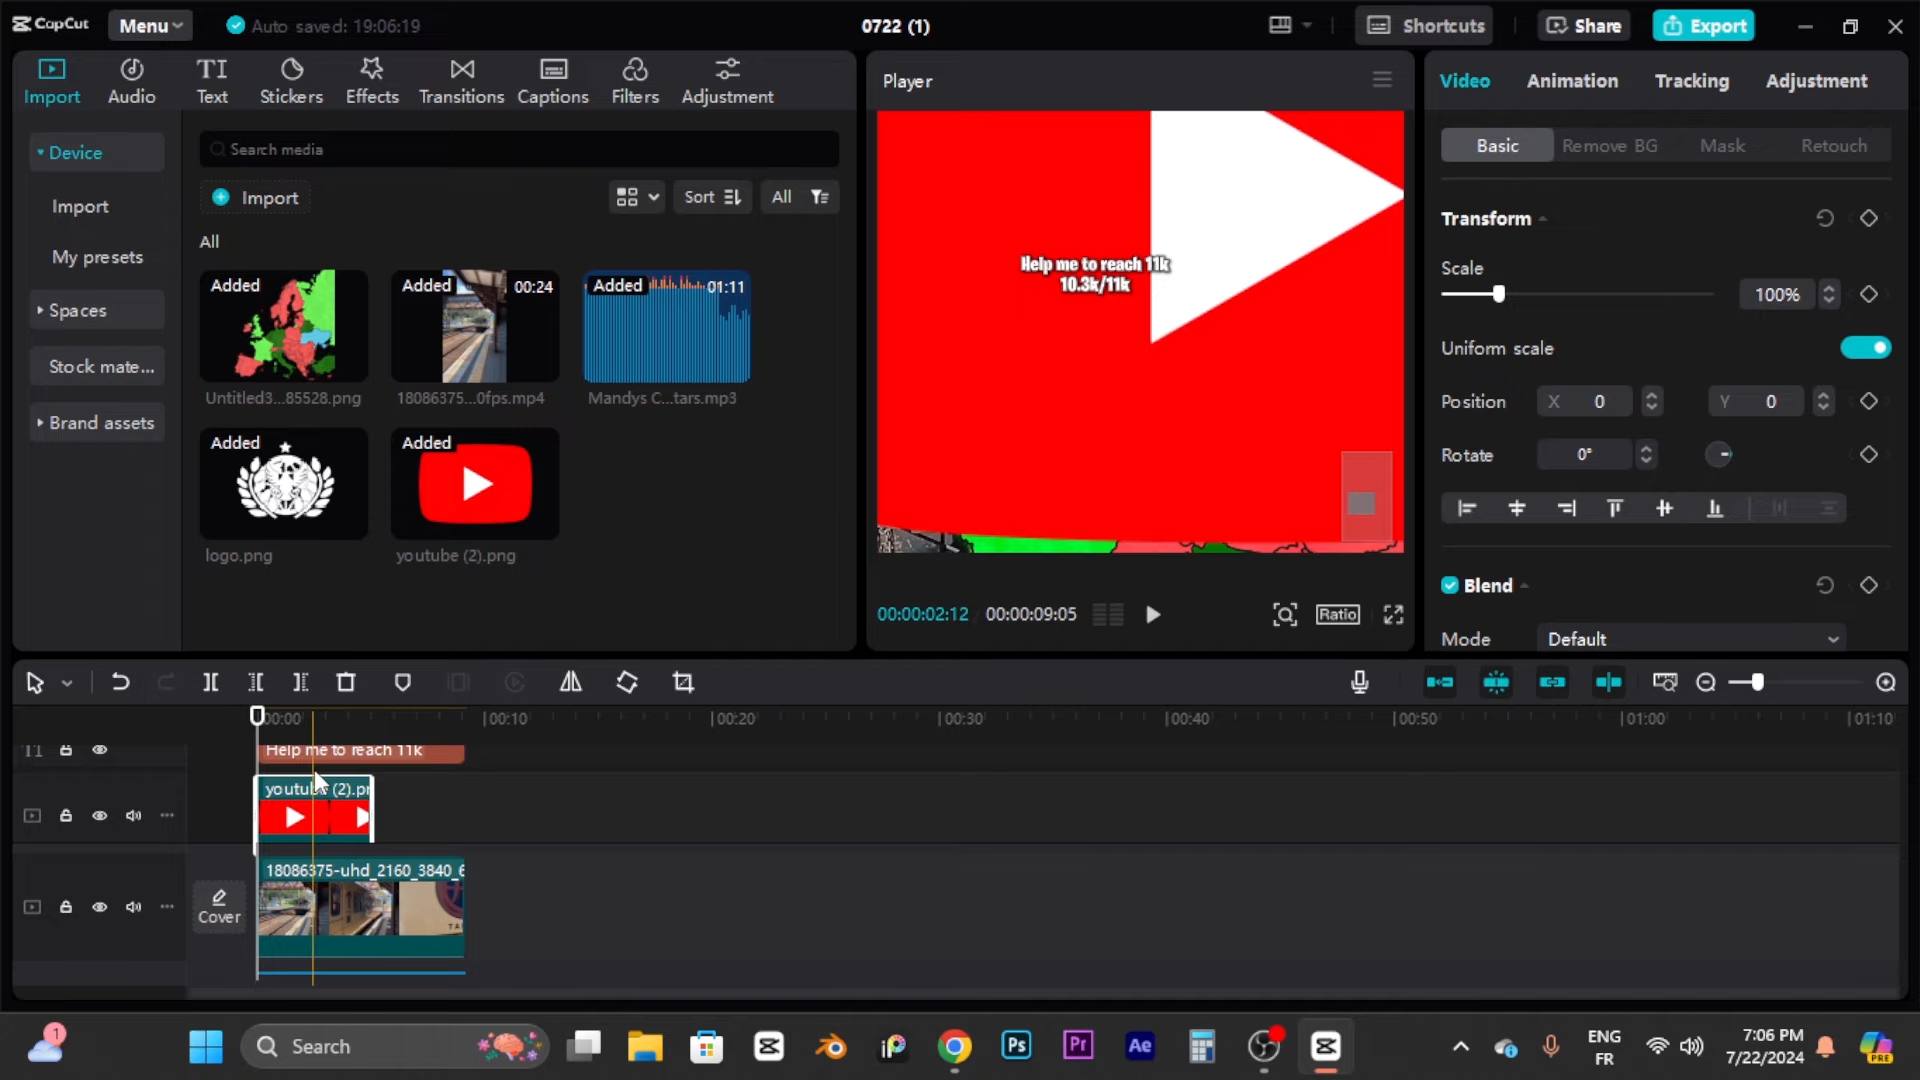 CapCut
Menu
Auto saved: 19:06:19
0722 (1)
Shortcuts
Share
Export
Import
Audio
Text
Stickers
Effects
Transitions
Captions
Filters
Adjustment
Player
Video
Animation
Tracking
Adjustment
Device
Import
My presets
Spaces
Stock mate...
Brand assets
Search media
Import
Sort
All
All
Added
Untitled3...85528.png
Added
00:24
18086375...0fps.mp4
Added
01:11
Mandys C...tars.mp3
Added
logo.png
Added
youtube (2).png
Help me to reach 11k
10.3k/11k
00:00:02:12
00:00:09:05
Ratio
Basic
Remove BG
Mask
Retouch
Transform
Scale
100%
Uniform scale
Position
X 0
Y 0
Rotate
0°
Blend
Mode
Default
00:00
00:10
00:20
00:30
00:40
00:50
01:00
01:10
Help me to reach 11k
Cover
18086375-uhd_2160_3840_6
1
Search
Ps
Pr
Ae
ENG
FR
7:06 PM
7/22/2024
PRE